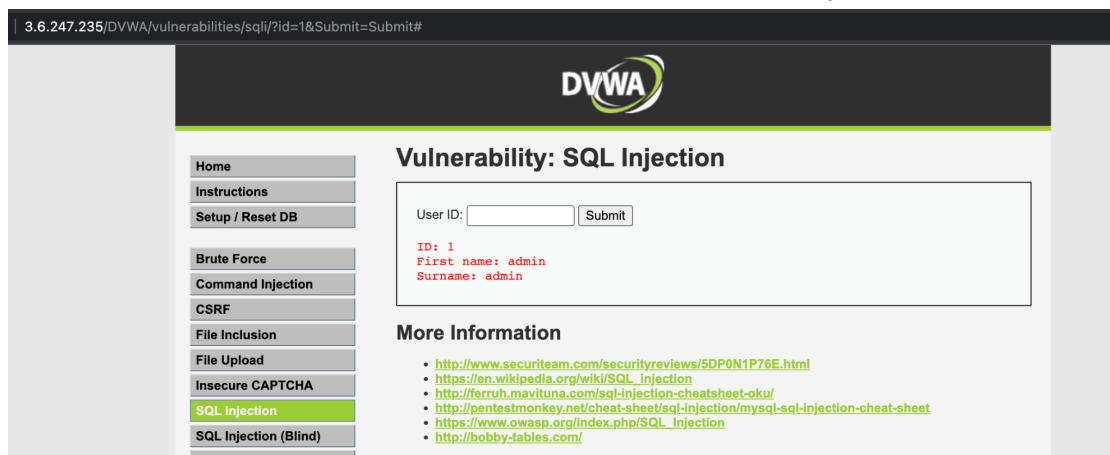 3.6.247.235/DVWA/vulnerabilities/sqli/?id=1&Submit=Submit#
DVWA
Home
Instructions
Setup / Reset DB
Brute Force
Command Injection
CSRF
File Inclusion
File Upload
Insecure CAPTCHA
SQL Injection
SQL Injection (Blind)
Vulnerability: SQL Injection
User ID: Submit
ID: 1
First name: admin
Surname: admin
More Information
• http://www.securiteam.com/securityreviews/5DP0N1P76E.html
• https://en.wikipedia.org/wiki/SQL_injection
• http://ferruh.mavituna.com/sql-injection-cheatsheet-oku/
• http://pentestmonkey.net/cheat-sheet/sql-injection/mysql-sql-injection-cheat-sheet
• https://www.owasp.org/index.php/SQL_Injection
• http://bobby-tables.com/